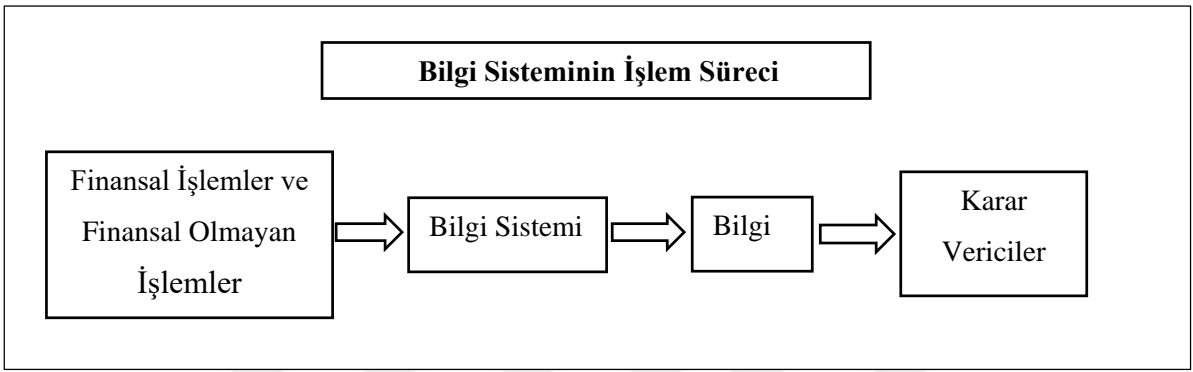 Bilgi Sisteminin İşlem Süreci
Finansal İşlemler ve
Finansal Olmayan
İşlemler
Bilgi Sistemi
Bilgi
Karar
Vericiler